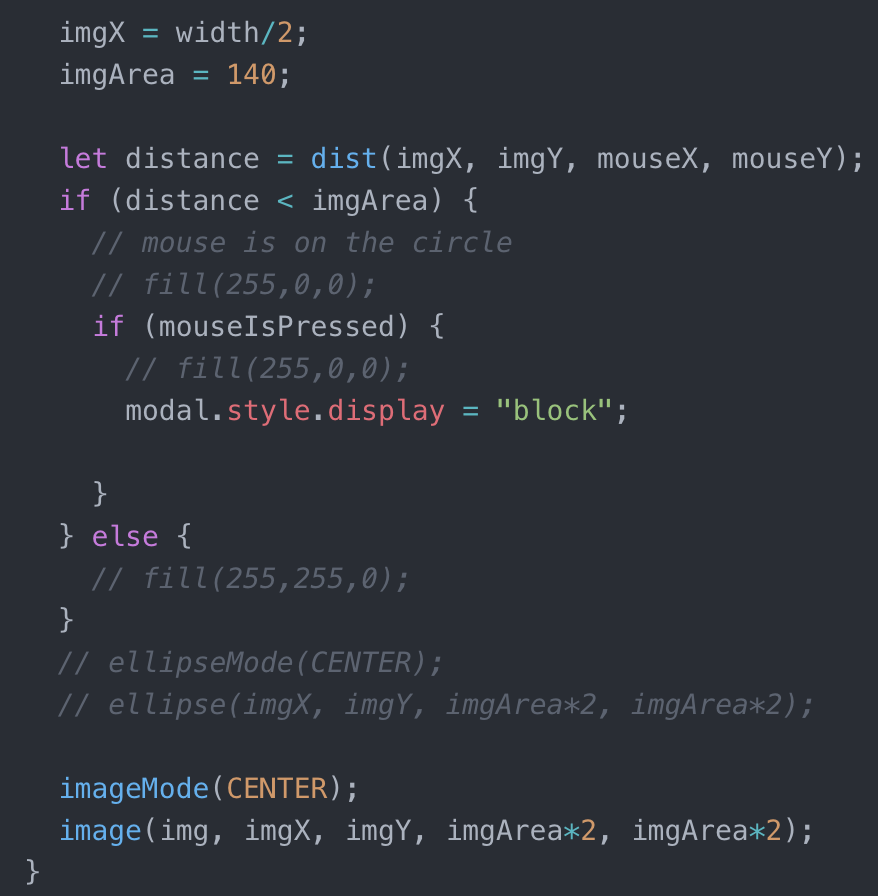 imgX = width/2;
imgArea = 140;
let distance = dist(imgX, imgY, mouseX, mouseY);
if (distance < imgArea) {
// mouse is on the circle
// fill(255,0,0);
if (mouseIsPressed) {
// fill(255,0,0);
modal.style.display = "block";
}
} else {
// fill(255,255,0);
}
// ellipseMode(CENTER);
// ellipse(imgX, imgY, imgArea*2, imgArea*2);
imageMode(CENTER);
image(img, imgX, imgY, imgArea*2, imgArea*2);
}